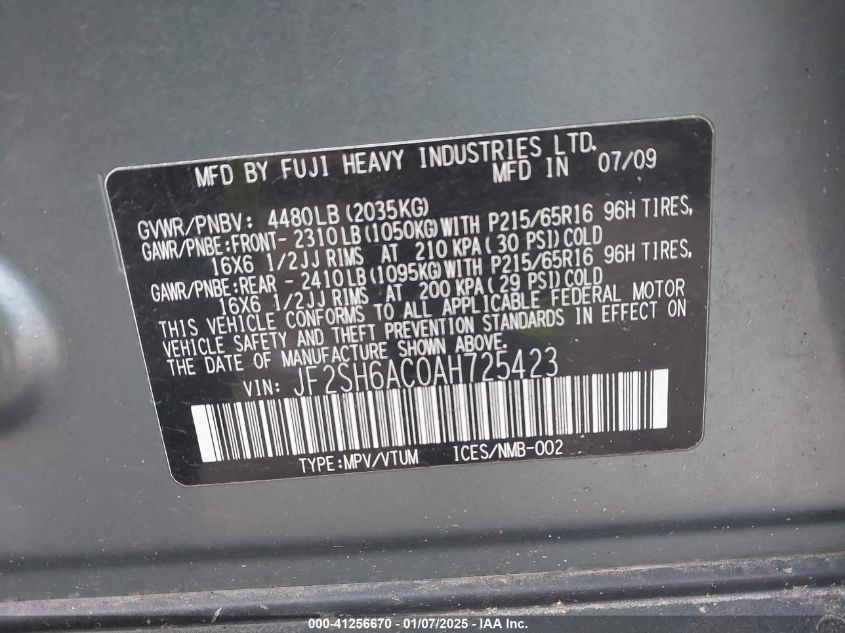 MFD BY FUJI HEAVY INDUSTRIES LTD.
MFD IN 07/09
GVWR/PNBV: 4480LB (2035KG)
GAWR/PNBE:FRONT- 2310LB(1050KG)WITH P215/65R16 96H TIRES,
16X6 1/2JJ RIMS AT 210 KPA( 30 PSI)COLD
GAWR/PNBE:REAR - 2410LB(1095KG)WITH P215/65R16 96H TIRES,
16X6 1/2JJ RIMS AT 200 KPA( 29 PSI)COLD
THIS VEHICLE CONFORMS TO ALL APPLICABLE FEDERAL MOTOR
VEHICLE SAFETY AND THEFT PREVENTION STANDARDS IN EFFECT ON
THE DATE OF MANUFACTURE SHOWN ABOVE.
VIN: JF2SH6AC0AH725423
TYPE:MPV/VTUM ICES/NMB-002
000-41256670 - 01/07/2025 - IAA Inc.